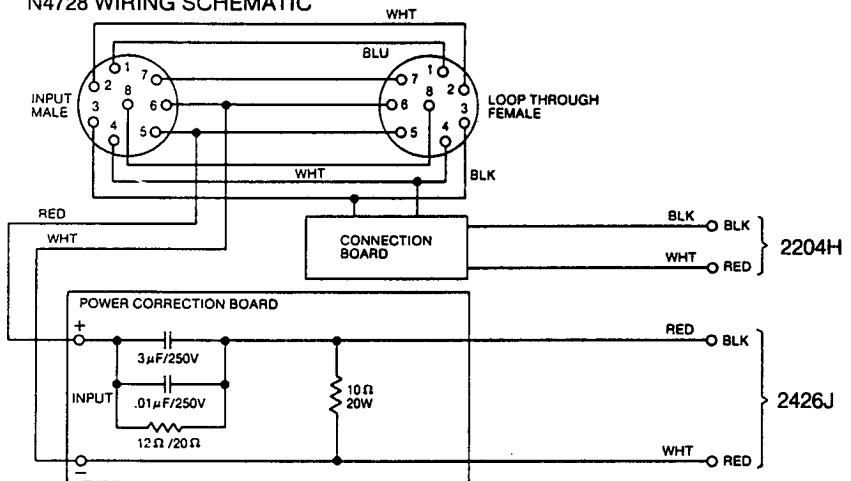 N4728 WIRING SCHEMATIC
WHT
BLU
1
2
7
8
3
6
4
5
INPUT
MALE
7
1
8
2
6
3
5
4
LOOP THROUGH
FEMALE
WHT
BLK
RED
WHT
CONNECTION
BOARD
BLK
BLK
WHT
RED
2204H
POWER CORRECTION BOARD
+
3μF/250V
INPUT
.01μF/250V
12Ω/20Ω
10Ω
20W
−
RED
BLK
WHT
RED
2426J